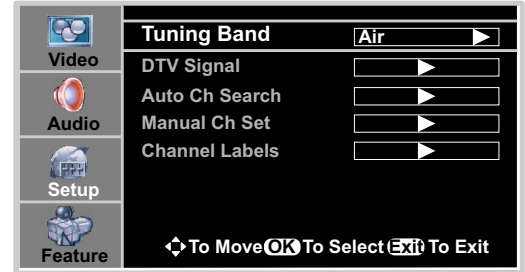 Video
Audio
Setup
Feature
Tuning Band Air
DTV Signal
Auto Ch Search
Manual Ch Set
Channel Labels
To Move OK To Select Exit To Exit